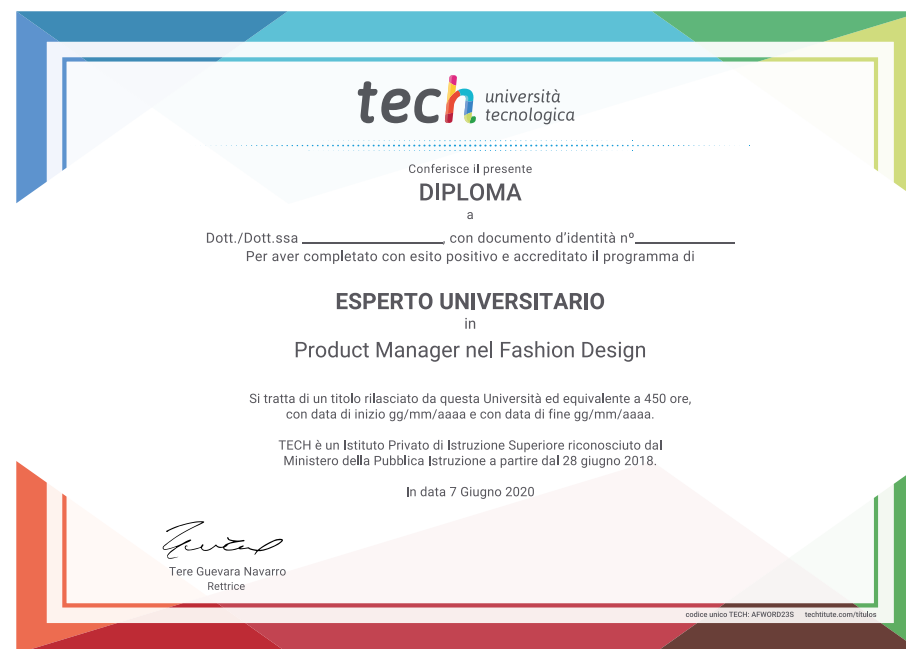 tech università
tecnologica
Conferisce il presente
DIPLOMA
a
Dott./Dott.ssa ____________________, con documento d'identità nº______________
Per aver completato con esito positivo e accreditato il programma di
ESPERTO UNIVERSITARIO
in
Product Manager nel Fashion Design
Si tratta di un titolo rilasciato da questa Università ed equivalente a 450 ore,
con data di inizio gg/mm/aaaa e con data di fine gg/mm/aaaa.
TECH è un Istituto Privato di Istruzione Superiore riconosciuto dal
Ministero della Pubblica Istruzione a partire dal 28 giugno 2018.
In data 7 Giugno 2020
Tere Guevara Navarro
Rettrice
codice unico TECH: AFWORD23S techtitute.com/titulos